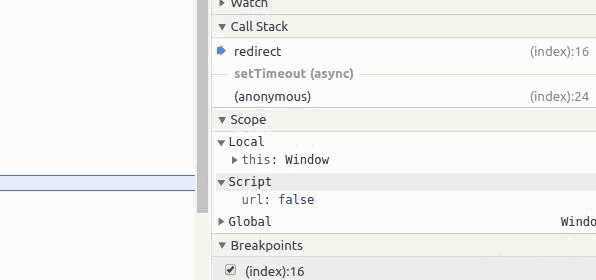 Watch
Call Stack
redirect (index):16
setTimeout (async)
(anonymous) (index):24
Scope
Local
this: Window
Script
url: false
Global Windo
Breakpoints
(index):16